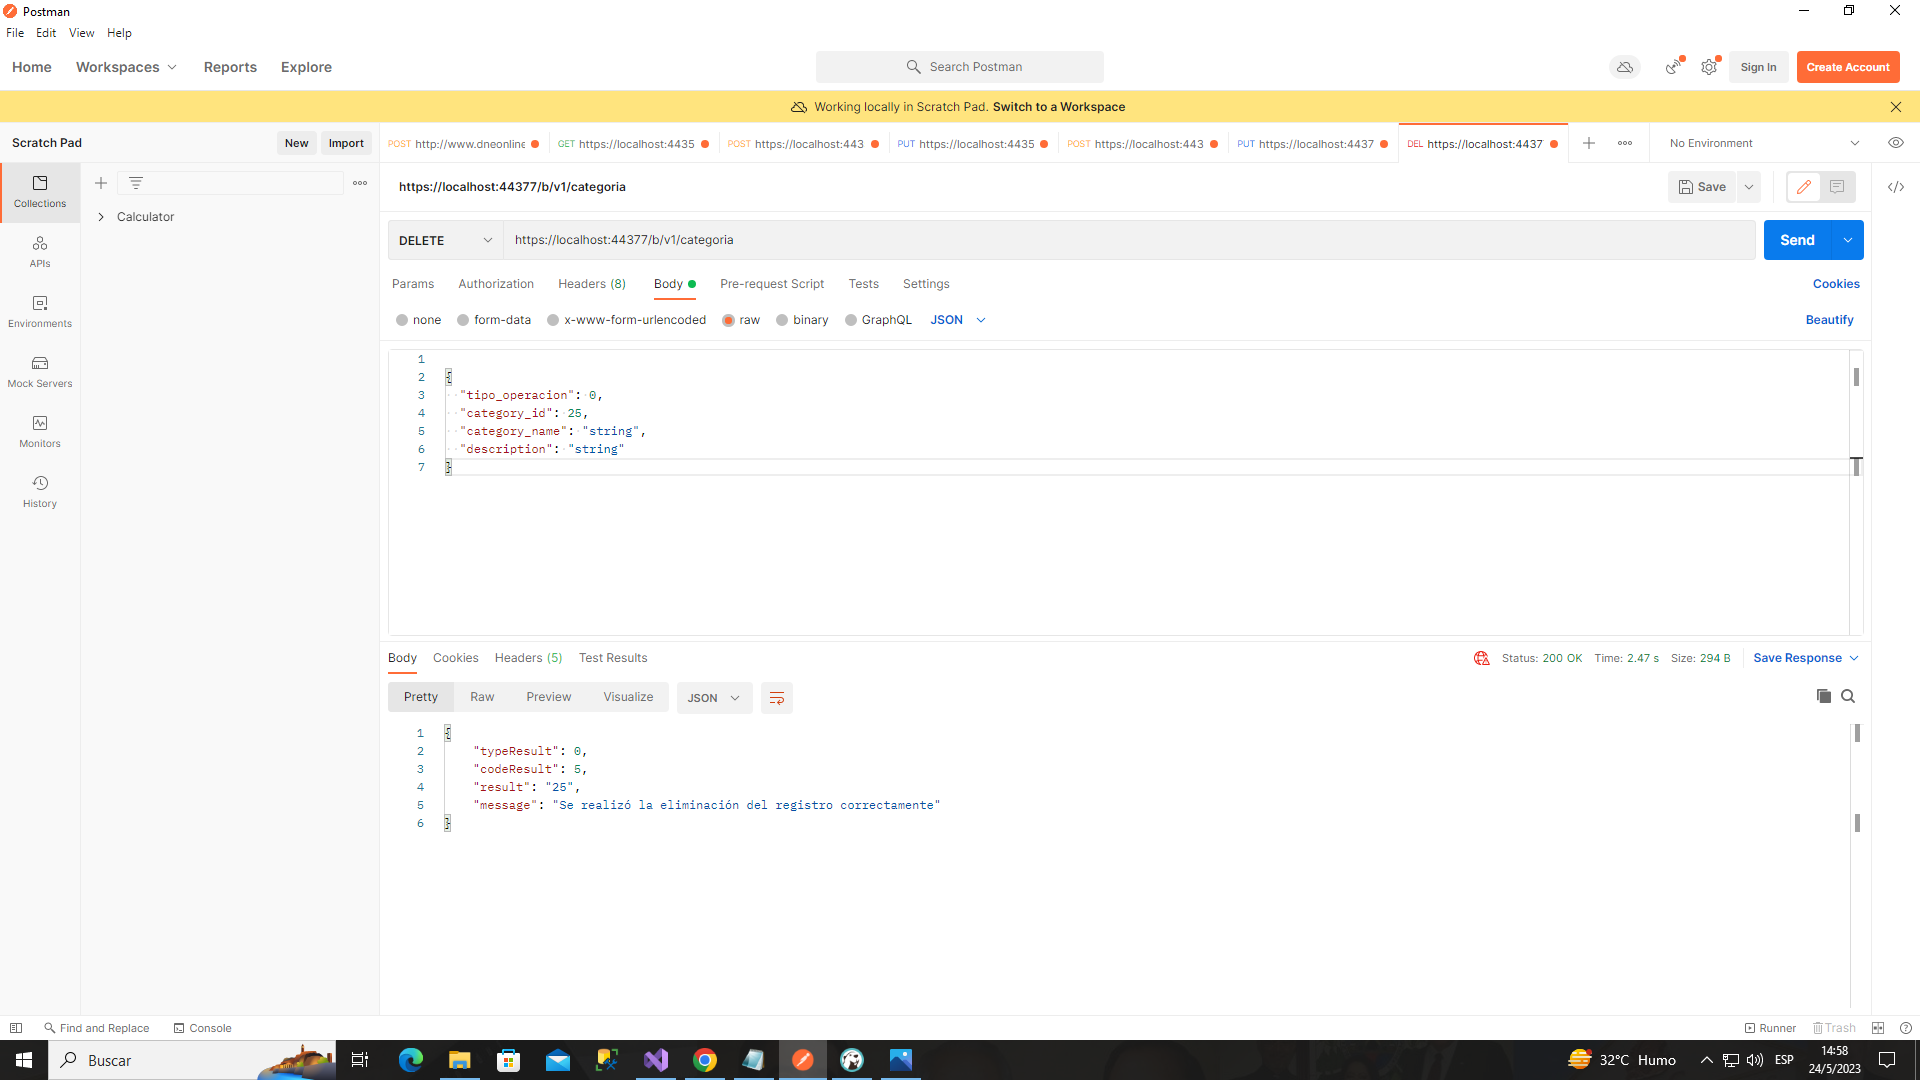 Postman
File Edit View Help
Home Workspaces Reports Explore Search Postman Sign In Create Account
Working locally in Scratch Pad. Switch to a Workspace
Scratch Pad New Import POST http://www.dneonline GET https://localhost:4435 POST https://localhost:443 PUT https://localhost:4435 POST https://localhost:443 PUT https://localhost:4437 DEL https://localhost:4437 No Environment
https://localhost:44377/b/v1/categoria Save
Collections
Calculator
APIs
Environments
Mock Servers
Monitors
History
DELETE https://localhost:44377/b/v1/categoria Send
Params Authorization Headers (8) Body Pre-request Script Tests Settings Cookies
none form-data x-www-form-urlencoded raw binary GraphQL JSON Beautify
1
2 {
3 "tipo_operacion": 0,
4 "category_id": 25,
5 "category_name": "string",
6 "description": "string"
7 }
Body Cookies Headers (5) Test Results Status: 200 OK Time: 2.47 s Size: 294 B Save Response
Pretty Raw Preview Visualize JSON
1 {
2 "typeResult": 0,
3 "codeResult": 5,
4 "result": "25",
5 "message": "Se realizó la eliminación del registro correctamente"
6 }
Find and Replace Console Runner Trash
Buscar 32°C Humo ESP 14:58
24/5/2023